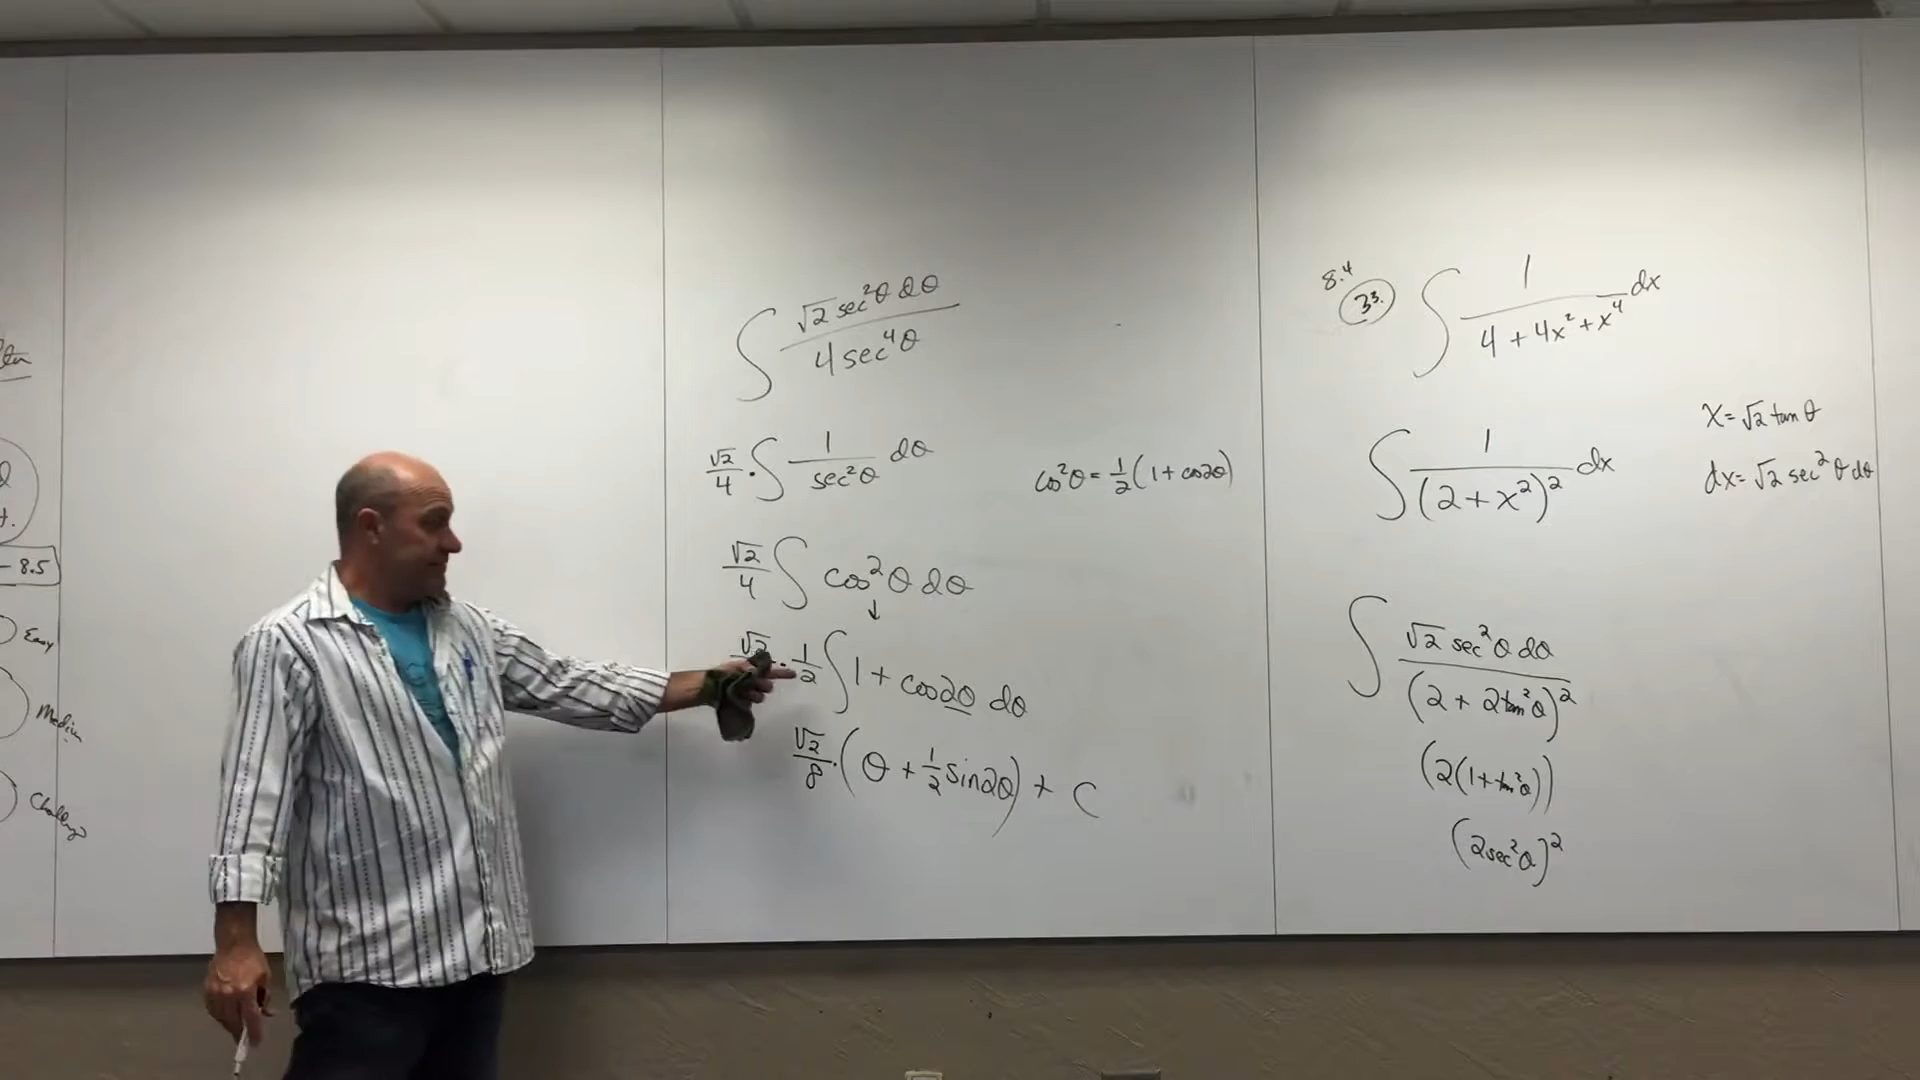 - 8.5
Easy
Medium
∫ √2 sec²θ dθ / 4 sec⁴θ
√2/4 · ∫ 1/sec²θ dθ
cos²θ = 1/2 (1 + cos2θ)
√2/4 ∫ cos²θ dθ
↓
√2 · 1/2 ∫ 1 + cos2θ dθ
√2/8 · (θ + 1/2 sin2θ) + C
8.4
33. ∫ 1 / 4 + 4x² + x⁴ dx
x = √2 tan θ
∫ 1 / (2 + x²)² dx
dx = √2 sec² θ dθ
∫ √2 sec²θ dθ / (2 + 2tan²θ)²
(2(1 + tan²θ))
(2sec²θ)²